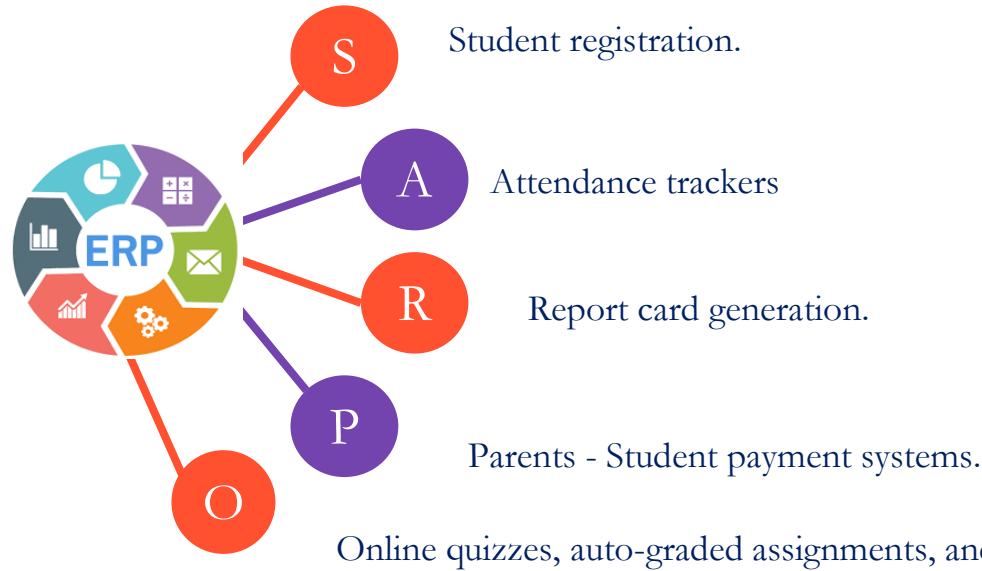 S
Student registration.
A
Attendance trackers
ERP
R
Report card generation.
P
Parents - Student payment systems.
O
Online quizzes, auto-graded assignments, and